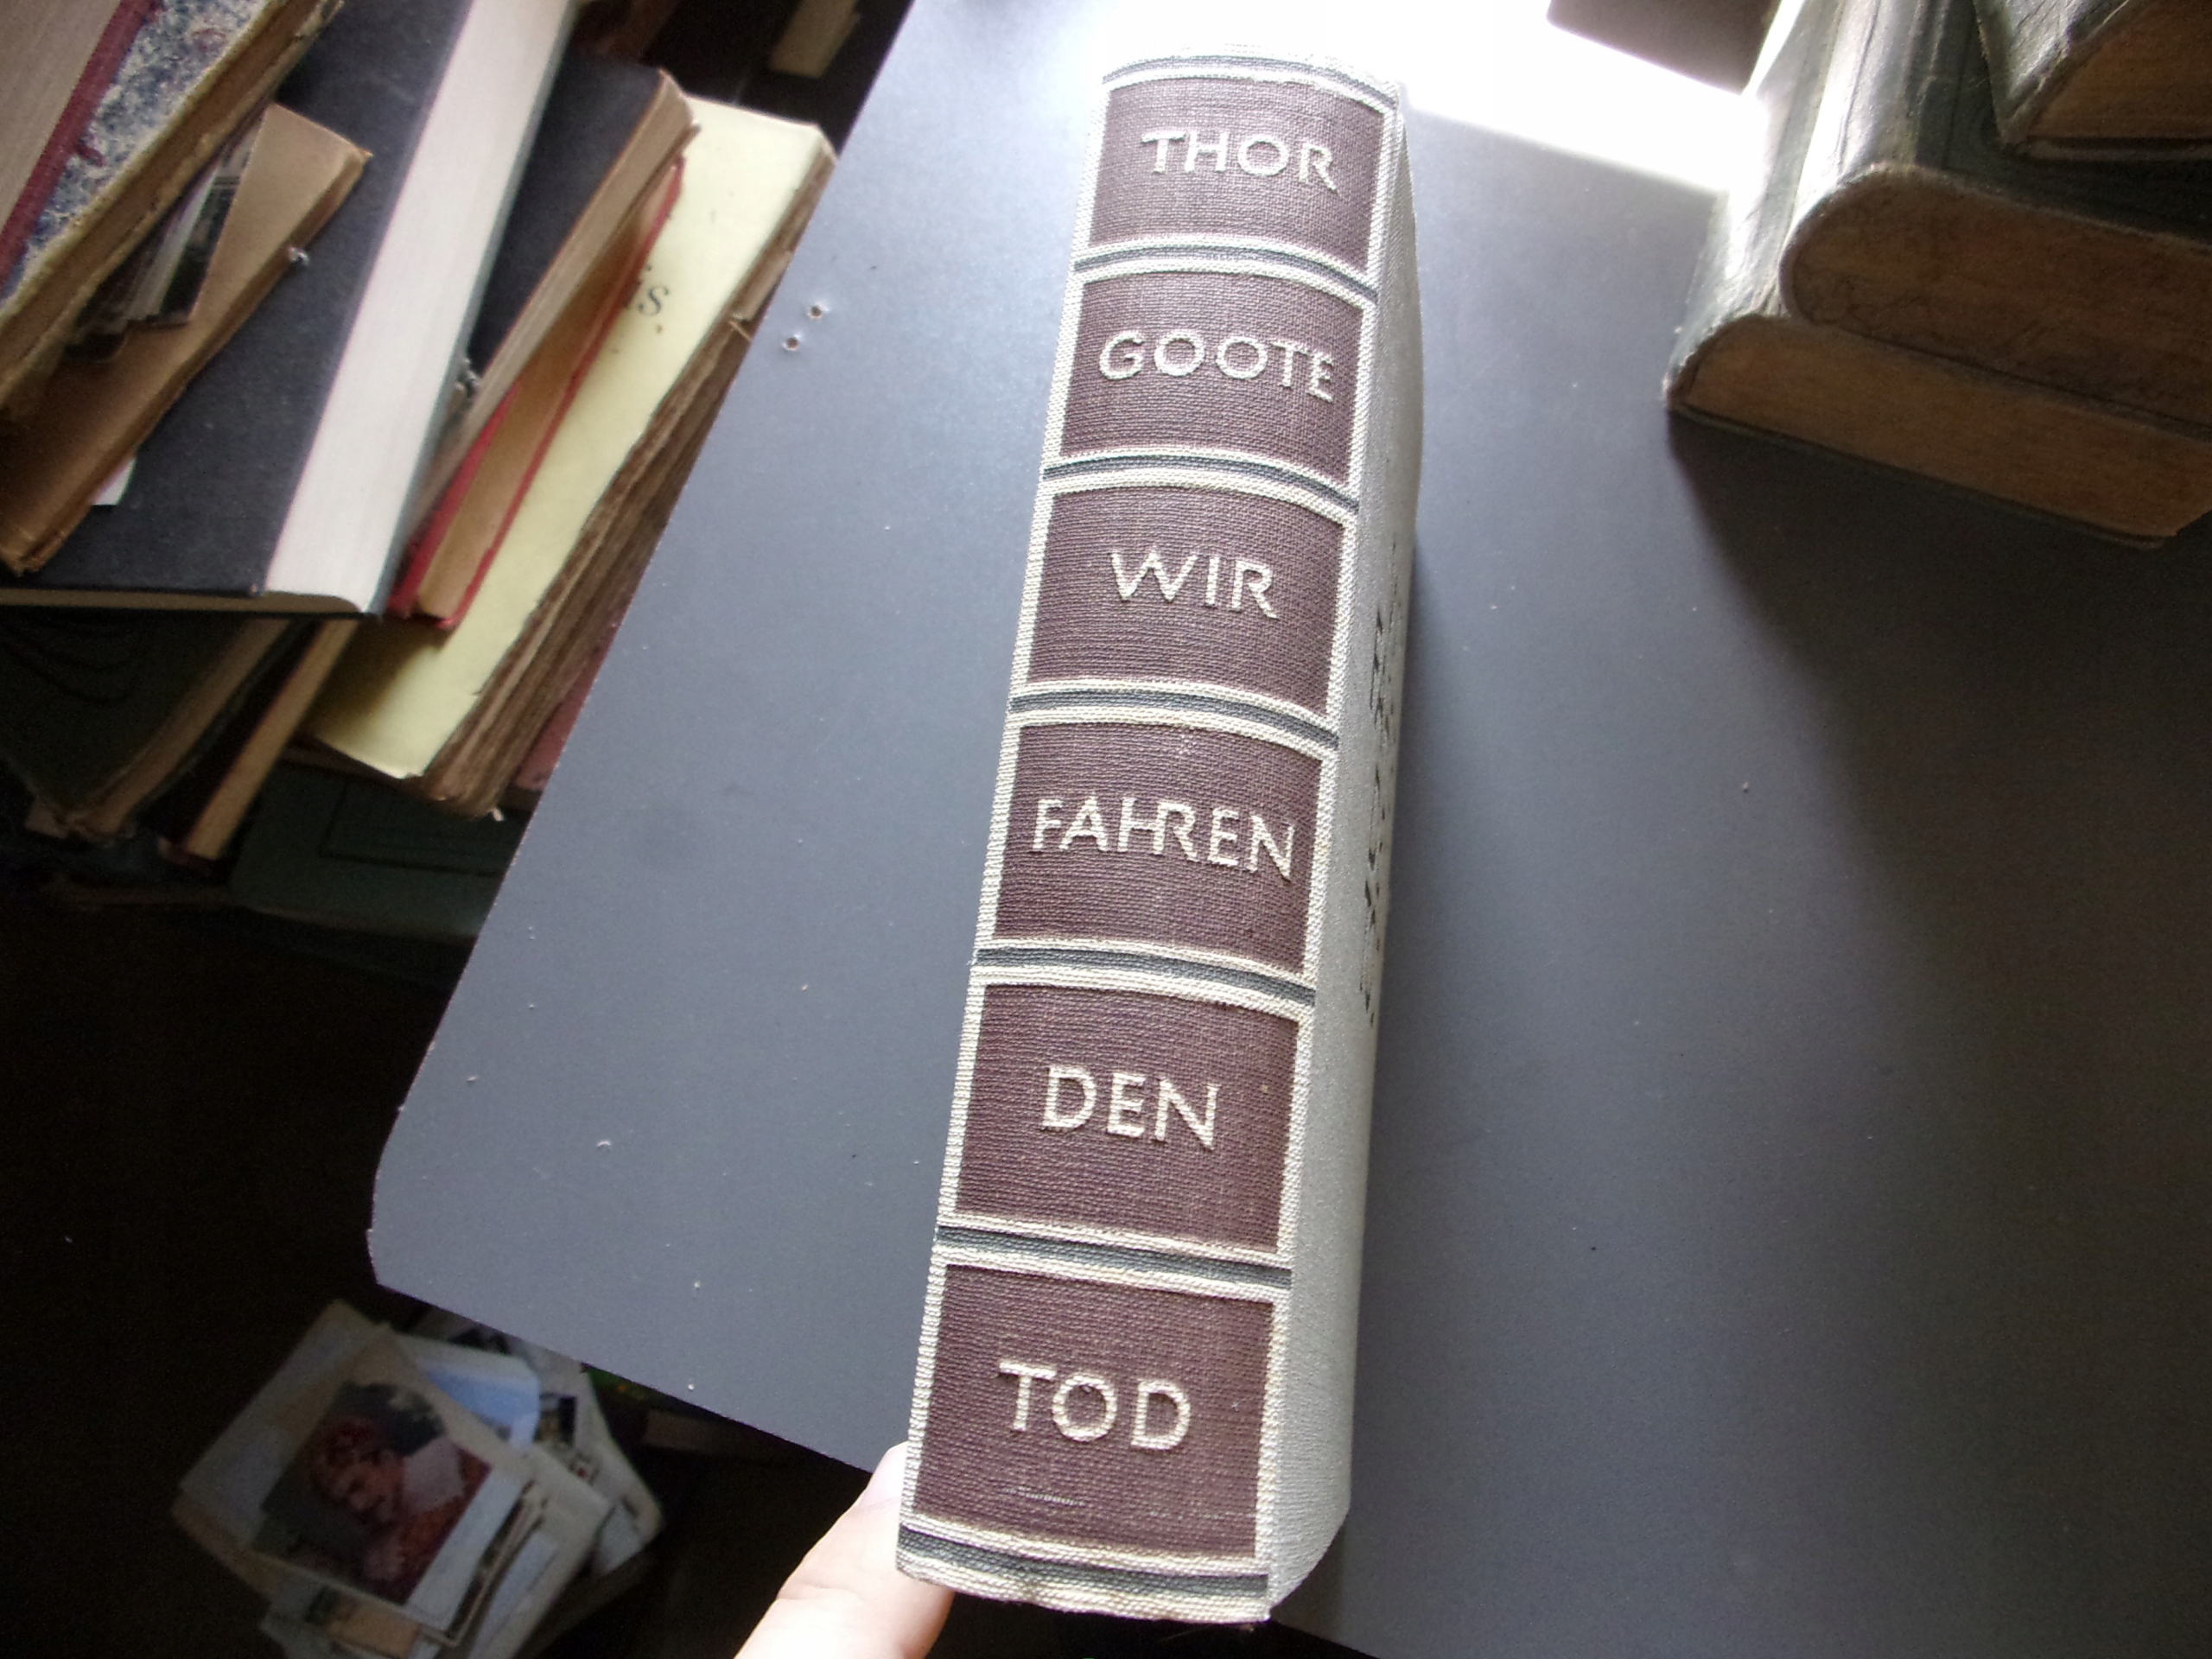 THOR
GOOTE
WIR
FAHREN
DEN
TOD